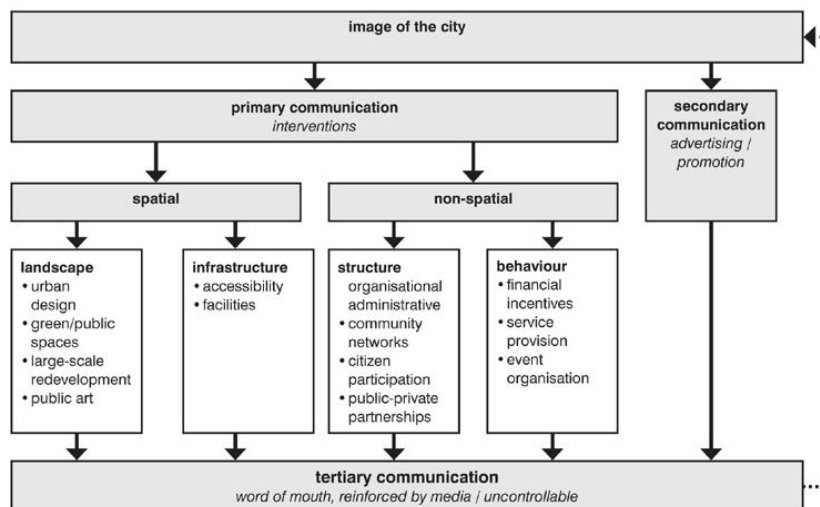 image of the city
primary communication
interventions
secondary
communication
advertising /
promotion
spatial
non-spatial
landscape
• urban
design
• green/public
spaces
• large-scale
redevelopment
• public art
infrastructure
• accessibility
• facilities
structure
organisational
administrative
• community
networks
• citizen
participation
• public-private
partnerships
behaviour
• financial
incentives
• service
provision
• event
organisation
tertiary communication
word of mouth, reinforced by media / uncontrollable